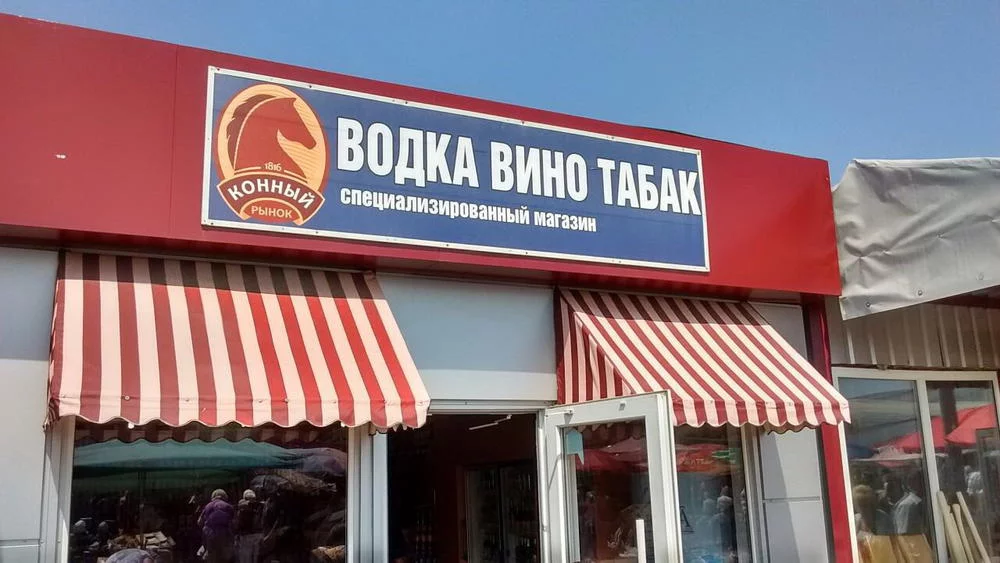 1816
КОННЫЙ
РЫНОК
ВОДКА ВИНО ТАБАК
специализированный магазин